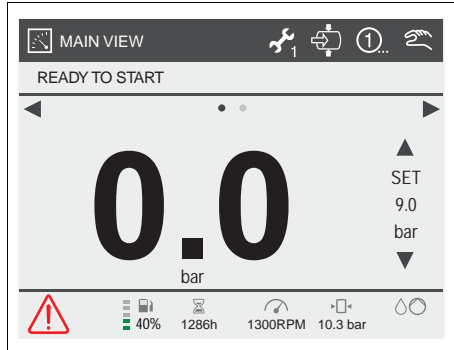 MAIN VIEW
1
1...
READY TO START
0.0
bar
SET
9.0
bar
40%
1286h
1300RPM
10.3 bar